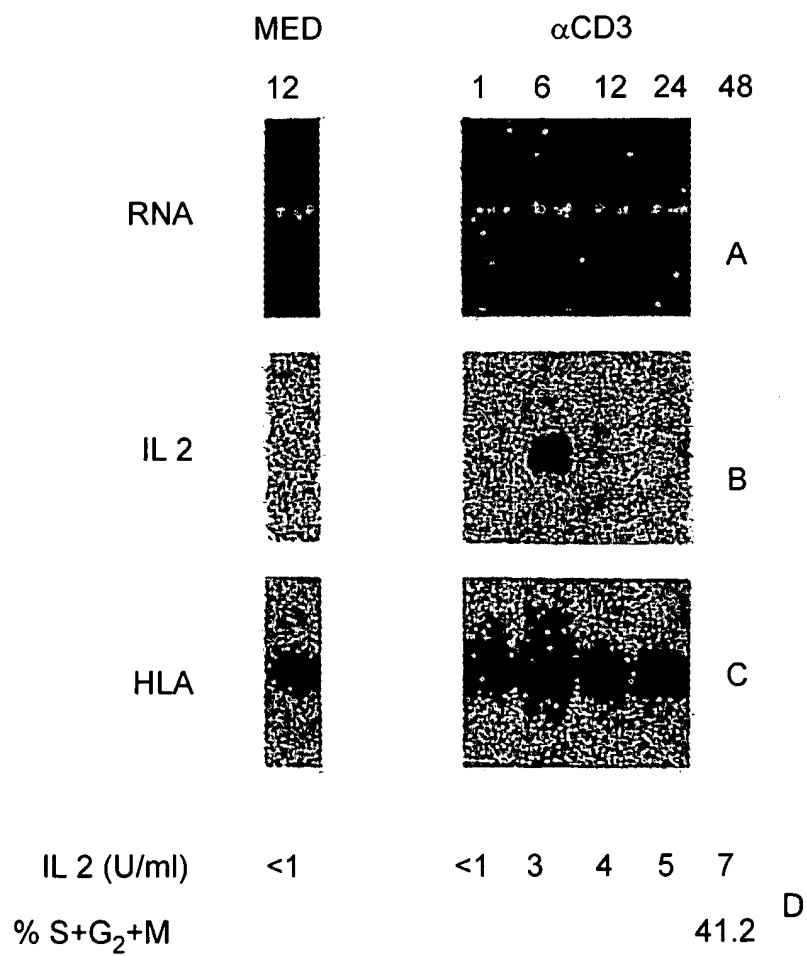 MED αCD3
12 1 6 12 24 48
RNA
A
IL 2
B
HLA
C
IL 2 (U/ml) <1 <1 3 4 5 7
D
% S+G₂+M 41.2